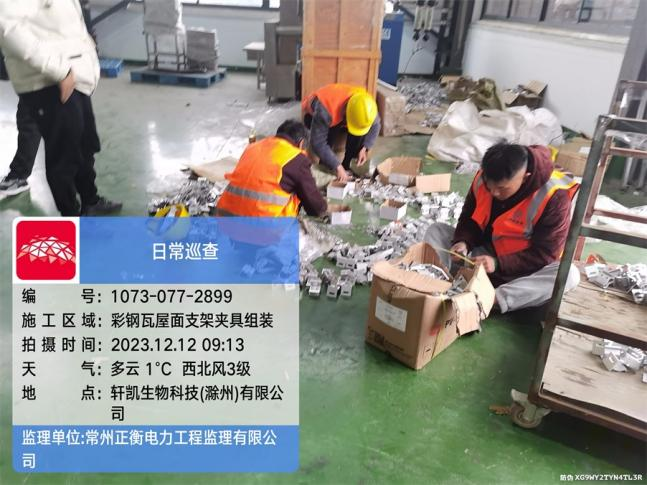 日常巡查
编 号: 1073-077-2899
施工区域: 彩钢瓦屋面支架夹具组装
拍摄时间: 2023.12.12 09:13
天 气: 多云 1℃ 西北风3级
地 点: 轩凯生物科技(滁州)有限公
司
监理单位:常州正衡电力工程监理有限公
司
防伪 XG9WY2TYN4TL3R